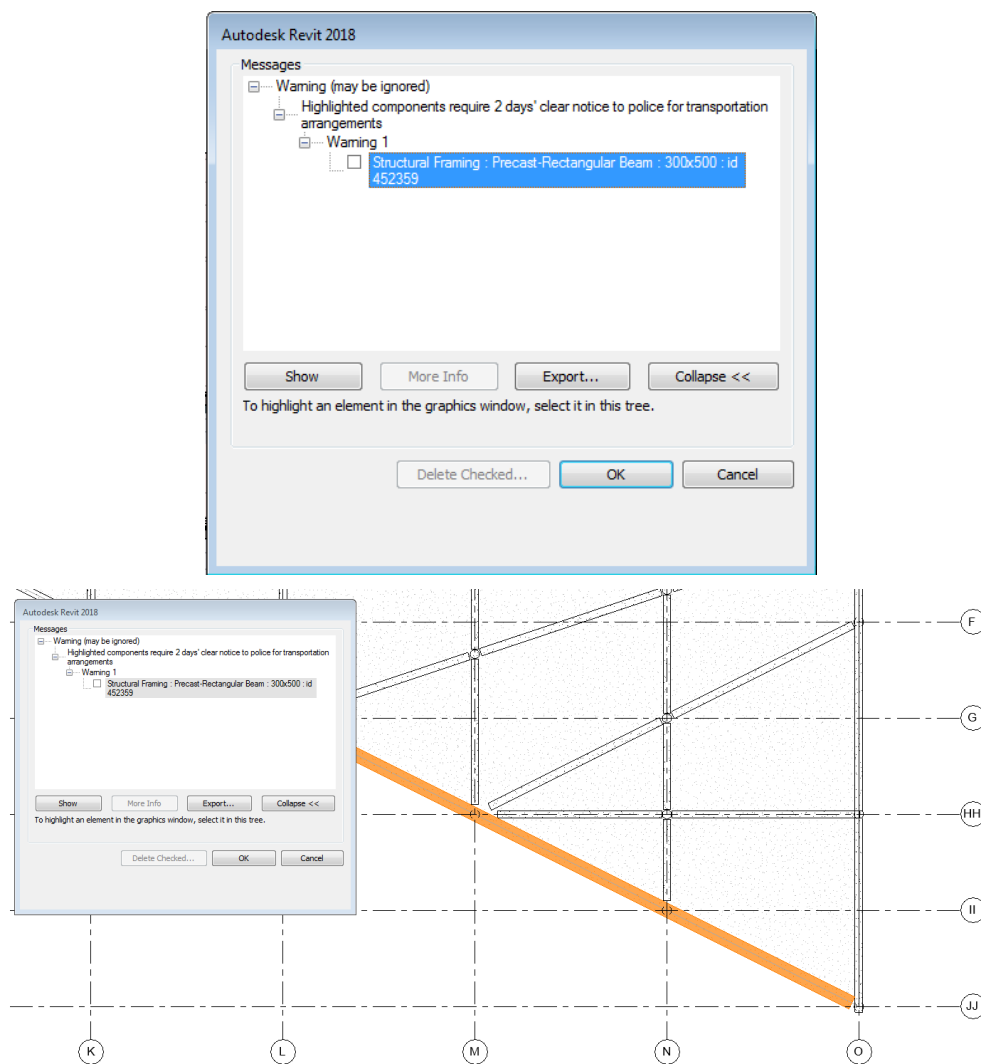 Autodesk Revit 2018
Messages
Warning (may be ignored)
Highlighted components require 2 days' clear notice to police for transportation
arrangements
Warning 1
Structural Framing : Precast-Rectangular Beam : 300x500 : id
452359
Show More Info Export... Collapse <<
To highlight an element in the graphics window, select it in this tree.
Delete Checked... OK Cancel
Autodesk Revit 2018
Messages
Warning (may be ignored)
Highlighted components require 2 days' clear notice to police for transportation
arrangements
Warning 1
Structural Framing : Precast-Rectangular Beam : 300x500 : id
452359
Show More Info Export... Collapse <<
To highlight an element in the graphics window, select it in this tree.
Delete Checked... OK Cancel
F
G
HH
II
JJ
K L M N O